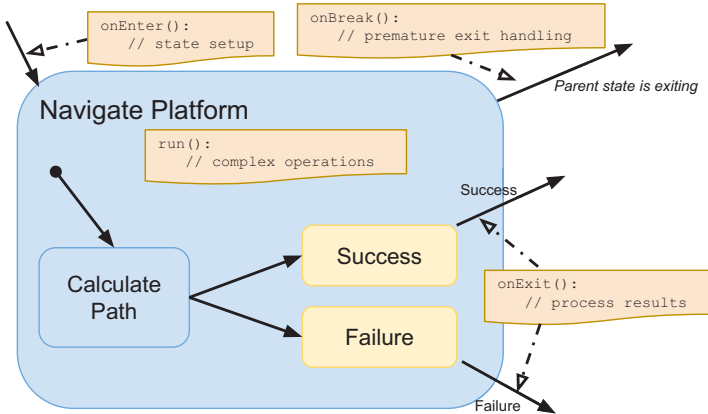 onEnter():
// state setup
onBreak():
// premature exit handling
Parent state is exiting
Navigate Platform
run():
// complex operations
Success
Success
Calculate
Path
onExit():
// process results
Failure
Failure